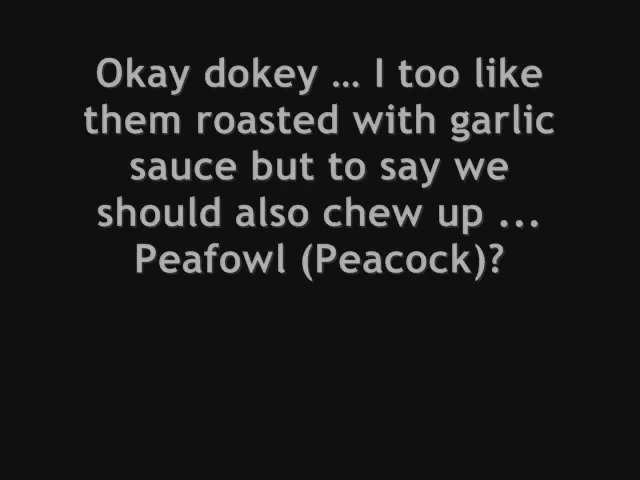 Okay dokey … I too like
them roasted with garlic
sauce but to say we
should also chew up ...
Peafowl (Peacock)?